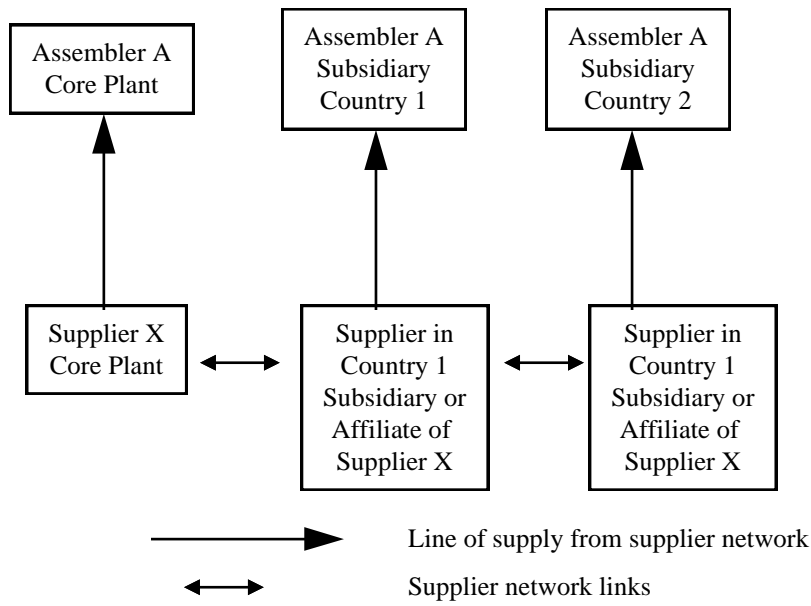 Assembler A
Core Plant
Assembler A
Subsidiary
Country 1
Assembler A
Subsidiary
Country 2
Supplier X
Core Plant
Supplier in
Country 1
Subsidiary or
Affiliate of
Supplier X
Supplier in
Country 1
Subsidiary or
Affiliate of
Supplier X
Line of supply from supplier network
Supplier network links